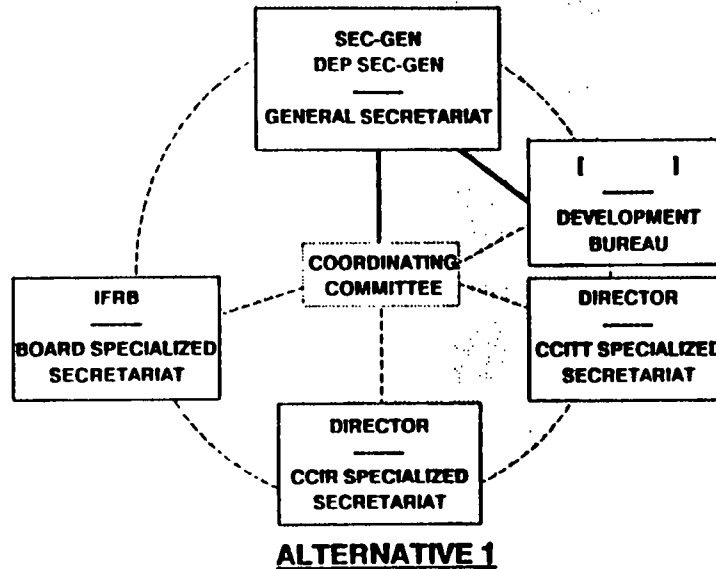 SEC-GEN
DEP SEC-GEN
GENERAL SECRETARIAT
[ ]
DEVELOPMENT
BUREAU
COORDINATING
COMMITTEE
IFRB
BOARD SPECIALIZED
SECRETARIAT
DIRECTOR
CCITT SPECIALIZED
SECRETARIAT
DIRECTOR
CCIR SPECIALIZED
SECRETARIAT
ALTERNATIVE 1